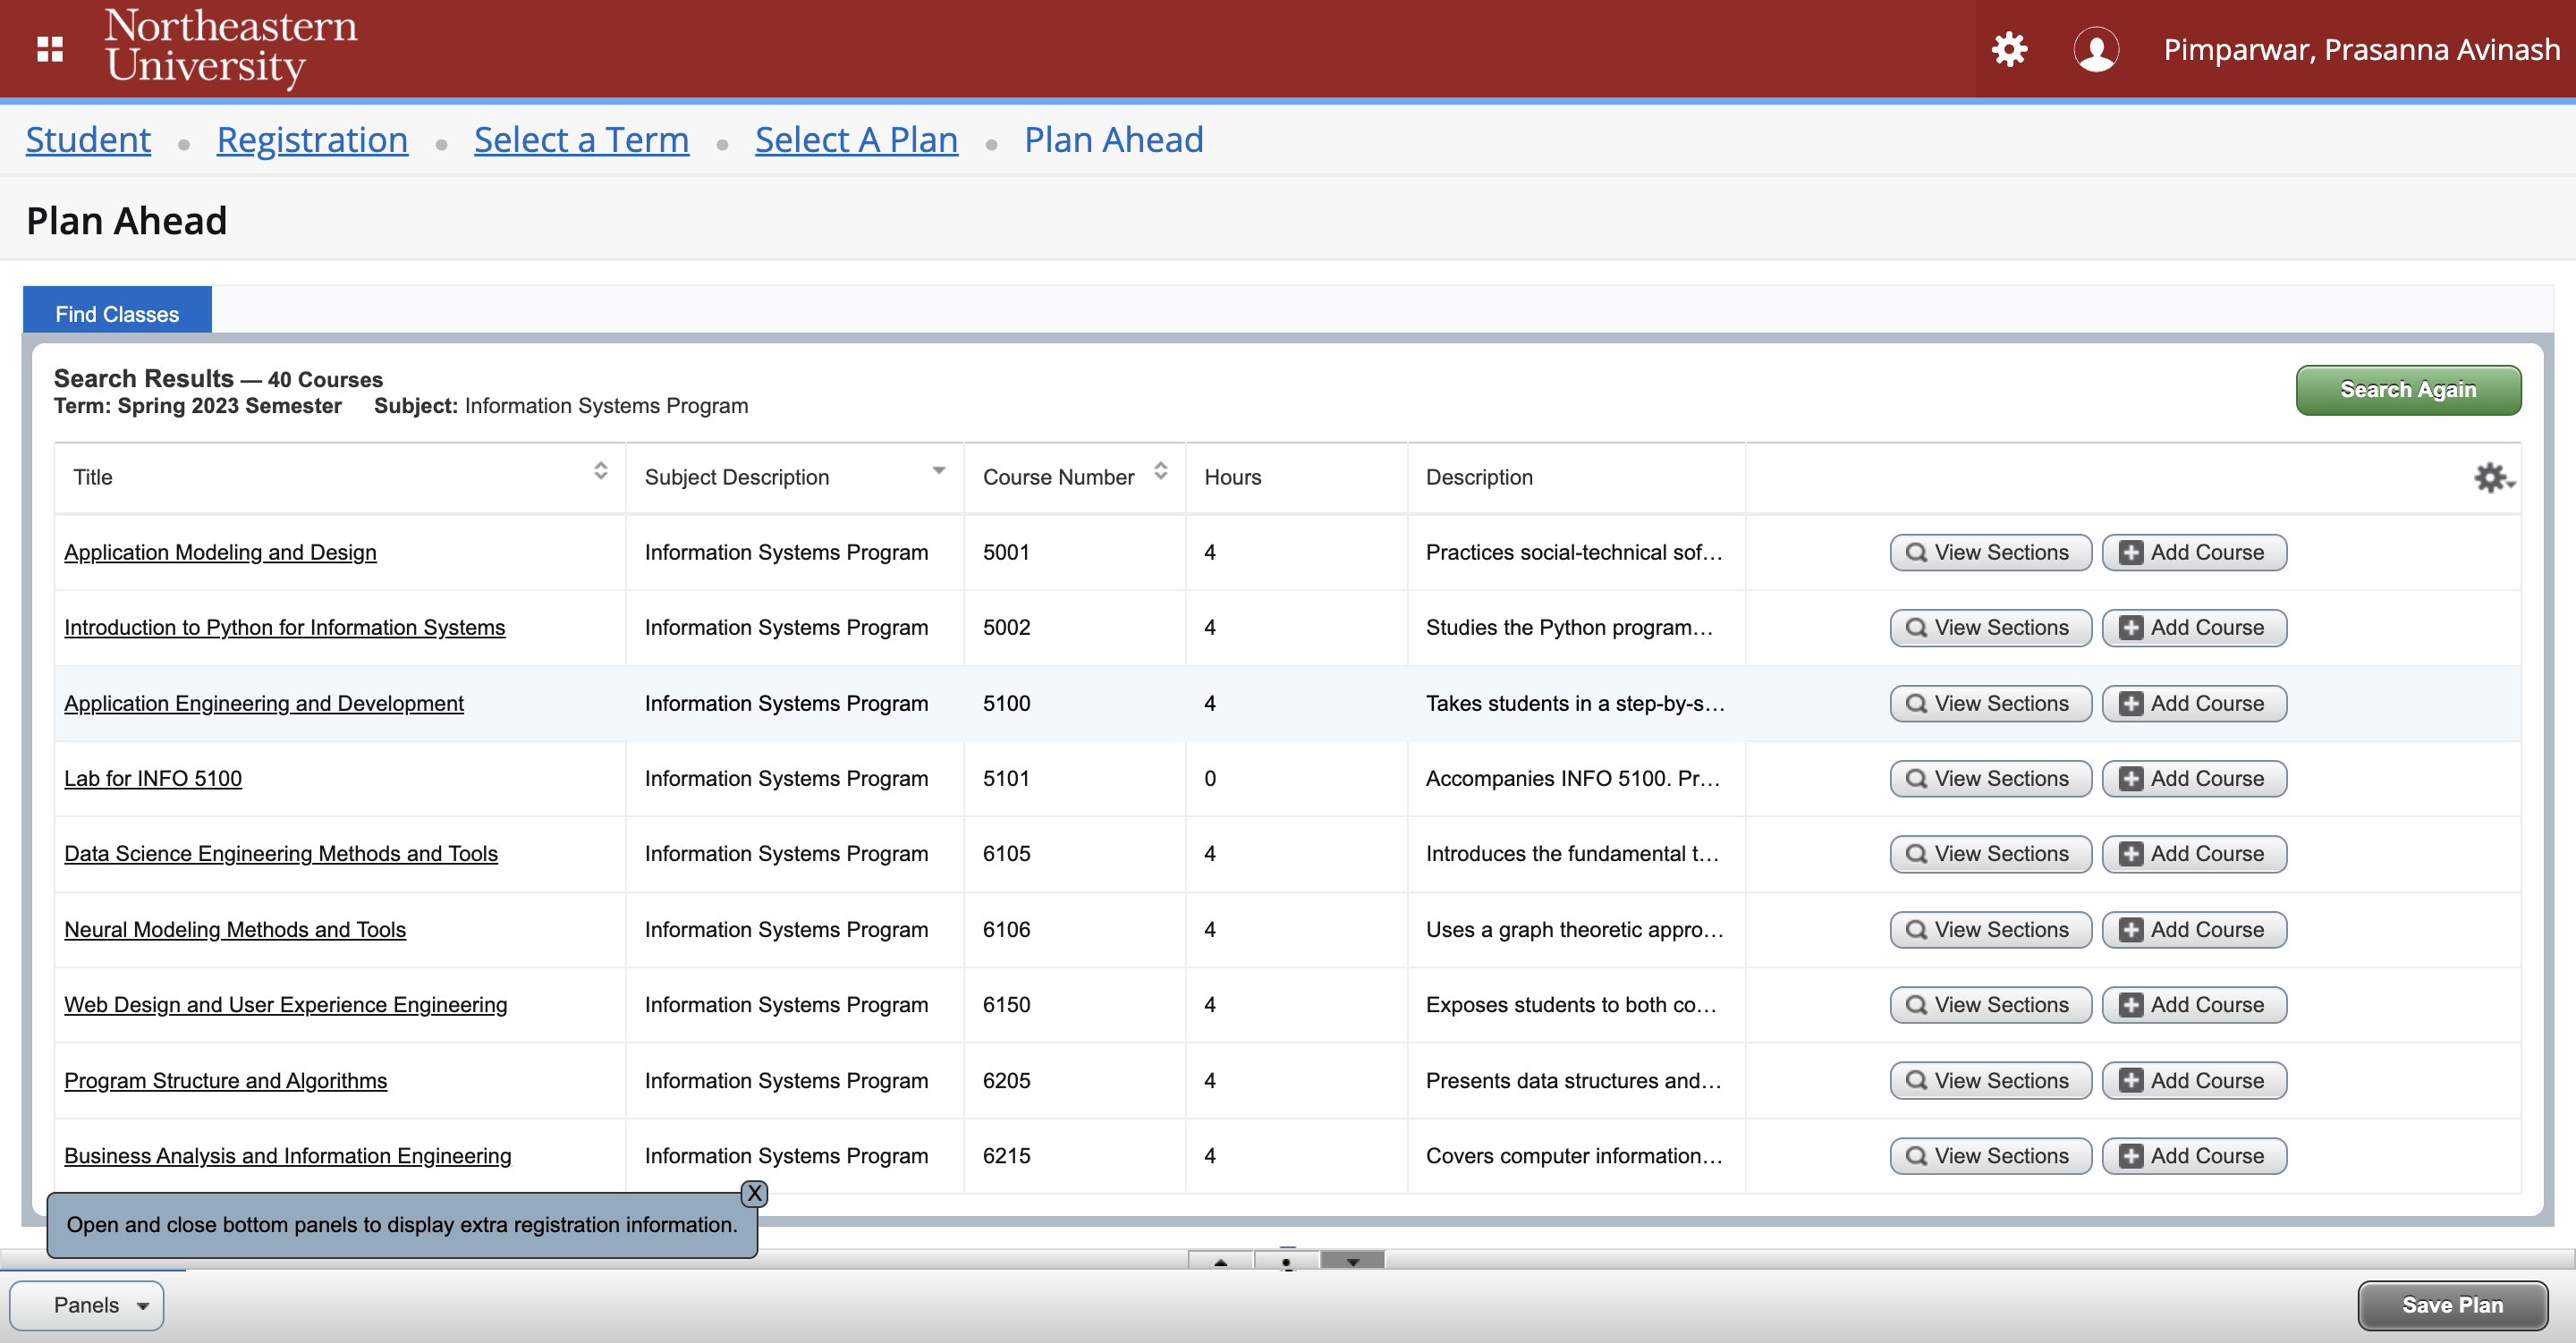 Northeastern
University
Pimparwar, Prasanna Avinash
Student • Registration • Select a Term • Select A Plan • Plan Ahead
Plan Ahead
Find Classes
Search Results — 40 Courses
Term: Spring 2023 Semester Subject: Information Systems Program
Search Again
Title Subject Description Course Number Hours Description
Application Modeling and Design Information Systems Program 5001 4 Practices social-technical sof... View Sections Add Course
Introduction to Python for Information Systems Information Systems Program 5002 4 Studies the Python program... View Sections Add Course
Application Engineering and Development Information Systems Program 5100 4 Takes students in a step-by-s... View Sections Add Course
Lab for INFO 5100 Information Systems Program 5101 0 Accompanies INFO 5100. Pr... View Sections Add Course
Data Science Engineering Methods and Tools Information Systems Program 6105 4 Introduces the fundamental t... View Sections Add Course
Neural Modeling Methods and Tools Information Systems Program 6106 4 Uses a graph theoretic appro... View Sections Add Course
Web Design and User Experience Engineering Information Systems Program 6150 4 Exposes students to both co... View Sections Add Course
Program Structure and Algorithms Information Systems Program 6205 4 Presents data structures and... View Sections Add Course
Business Analysis and Information Engineering Information Systems Program 6215 4 Covers computer information... View Sections Add Course
X
Open and close bottom panels to display extra registration information.
Panels
Save Plan